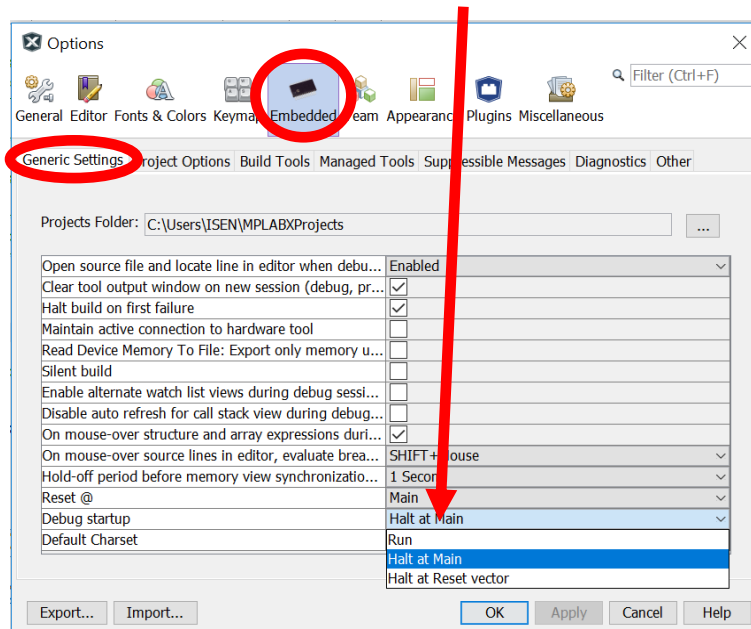 Options
Filter (Ctrl+F)
General Editor Fonts & Colors Keymap Embedded Team Appearance Plugins Miscellaneous
Generic Settings Project Options Build Tools Managed Tools Suppressible Messages Diagnostics Other
Projects Folder: C:\Users\ISEN\MPLABXProjects ...
Open source file and locate line in editor when debu... Enabled
Clear tool output window on new session (debug, pr...
Halt build on first failure
Maintain active connection to hardware tool
Read Device Memory To File: Export only memory u...
Silent build
Enable alternate watch list views during debug sessi...
Disable auto refresh for call stack view during debug...
On mouse-over structure and array expressions duri...
On mouse-over source lines in editor, evaluate brea... SHIFT+Mouse
Hold-off period before memory view synchronizatio... 1 Second
Reset @ Main
Debug startup Halt at Main
Default Charset
Run
Halt at Main
Halt at Reset vector
Export... Import... OK Apply Cancel Help